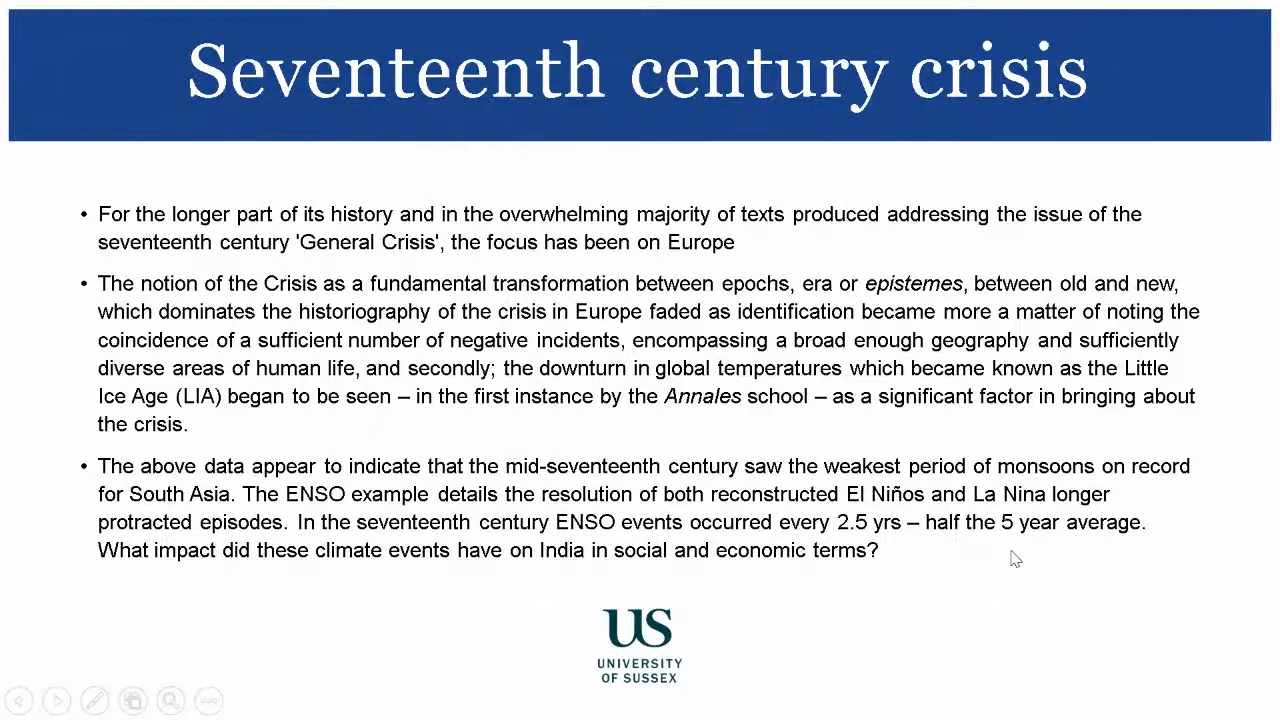 Seventeenth century crisis
• For the longer part of its history and in the overwhelming majority of texts produced addressing the issue of the
seventeenth century 'General Crisis', the focus has been on Europe
• The notion of the Crisis as a fundamental transformation between epochs, era or epistemes, between old and new,
which dominates the historiography of the crisis in Europe faded as identification became more a matter of noting the
coincidence of a sufficient number of negative incidents, encompassing a broad enough geography and sufficiently
diverse areas of human life, and secondly; the downturn in global temperatures which became known as the Little
Ice Age (LIA) began to be seen – in the first instance by the Annales school – as a significant factor in bringing about
the crisis.
• The above data appear to indicate that the mid-seventeenth century saw the weakest period of monsoons on record
for South Asia. The ENSO example details the resolution of both reconstructed El Niños and La Nina longer
protracted episodes. In the seventeenth century ENSO events occurred every 2.5 yrs – half the 5 year average.
What impact did these climate events have on India in social and economic terms?
US
UNIVERSITY
OF SUSSEX